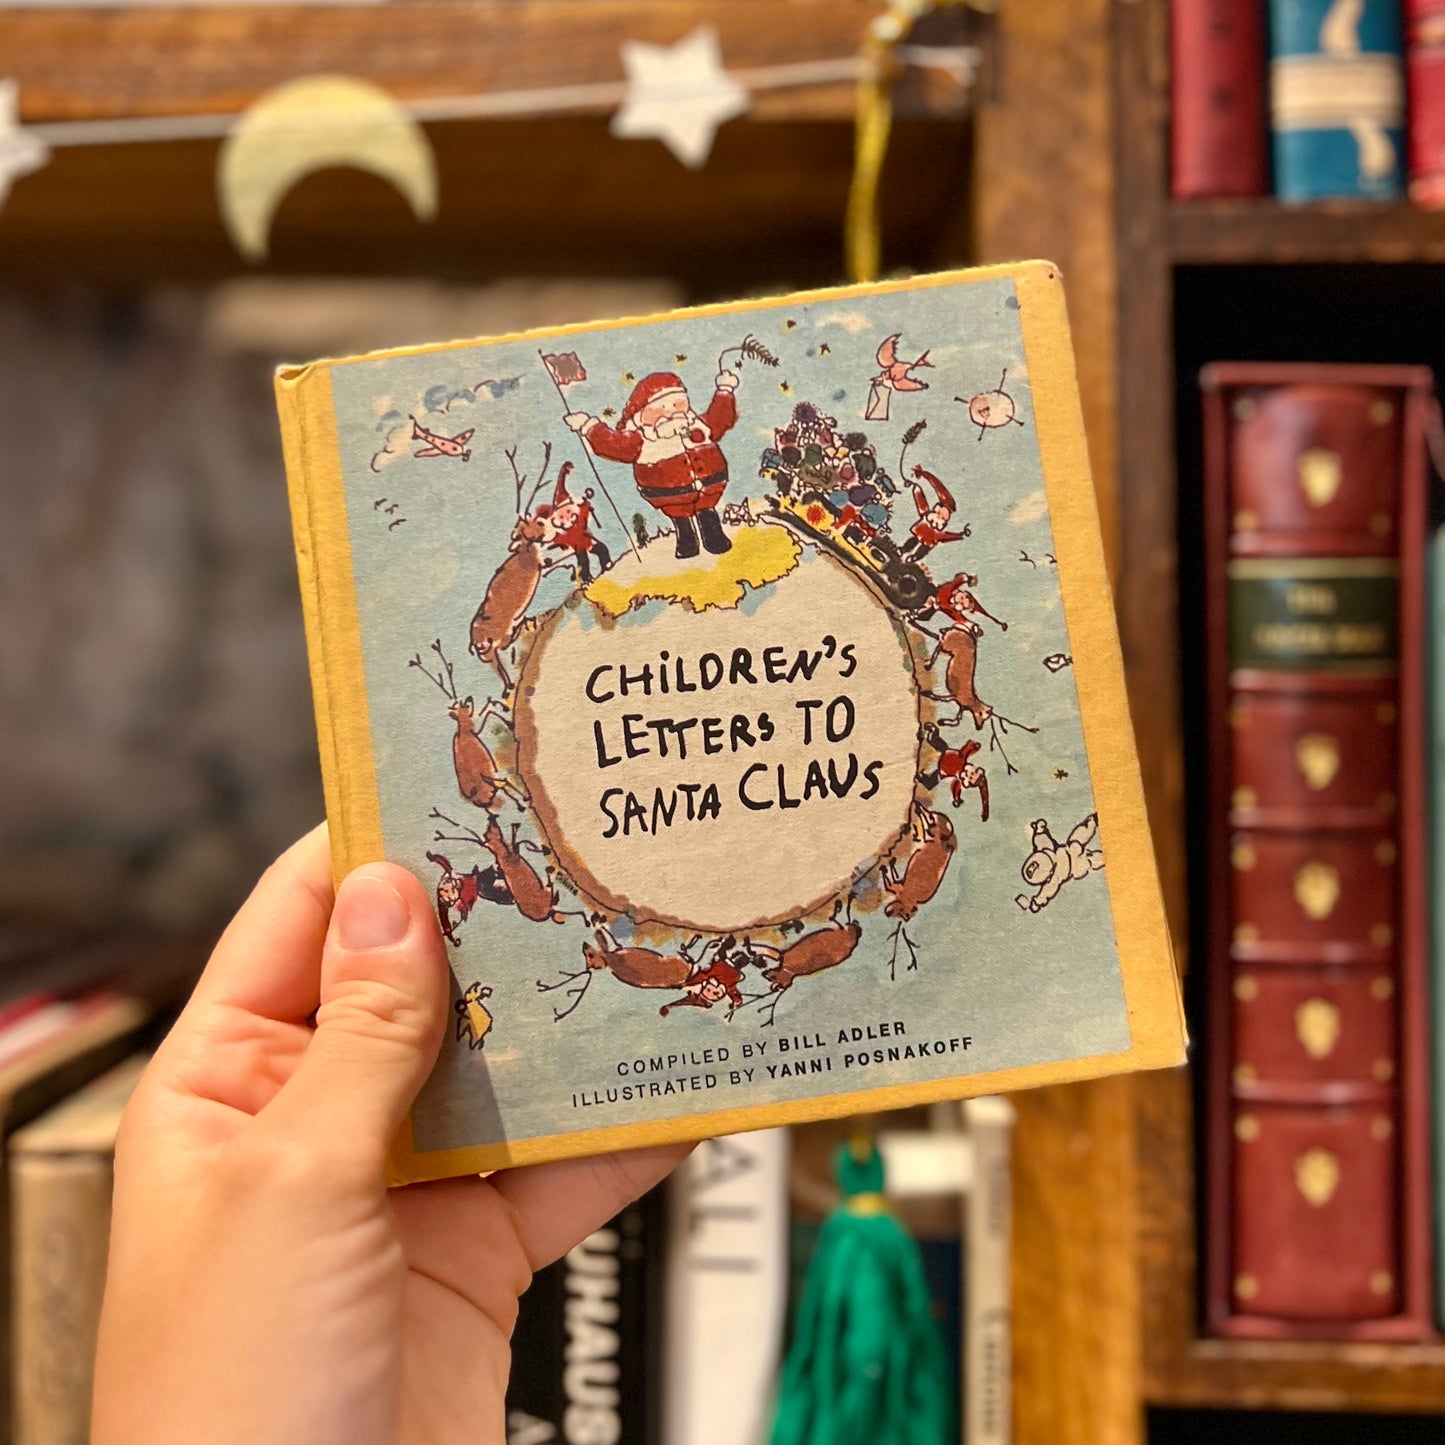 CHiLDREN'S
LETTERS TO
SANTA CLAUS
COMPILED BY BILL ADLER
ILLUSTRATED BY YANNI POSNAKOFF